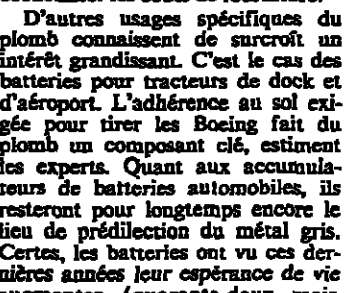 D'autres usages spécifiques du
plomb connaissent de surcroît un
intérêt grandissant. C'est le cas des
batteries pour tracteurs de dock et
d'aéroport. L'adhérence au sol exi-
gée pour tirer les Boeing fait du
plomb un composant clé, estiment
les experts. Quant aux accumula-
teurs de batteries automobiles, ils
resteront pour longtemps encore le
lieu de prédilection du métal gris.
Certes, les batteries ont vu ces der-
nières années leur espérance de vie